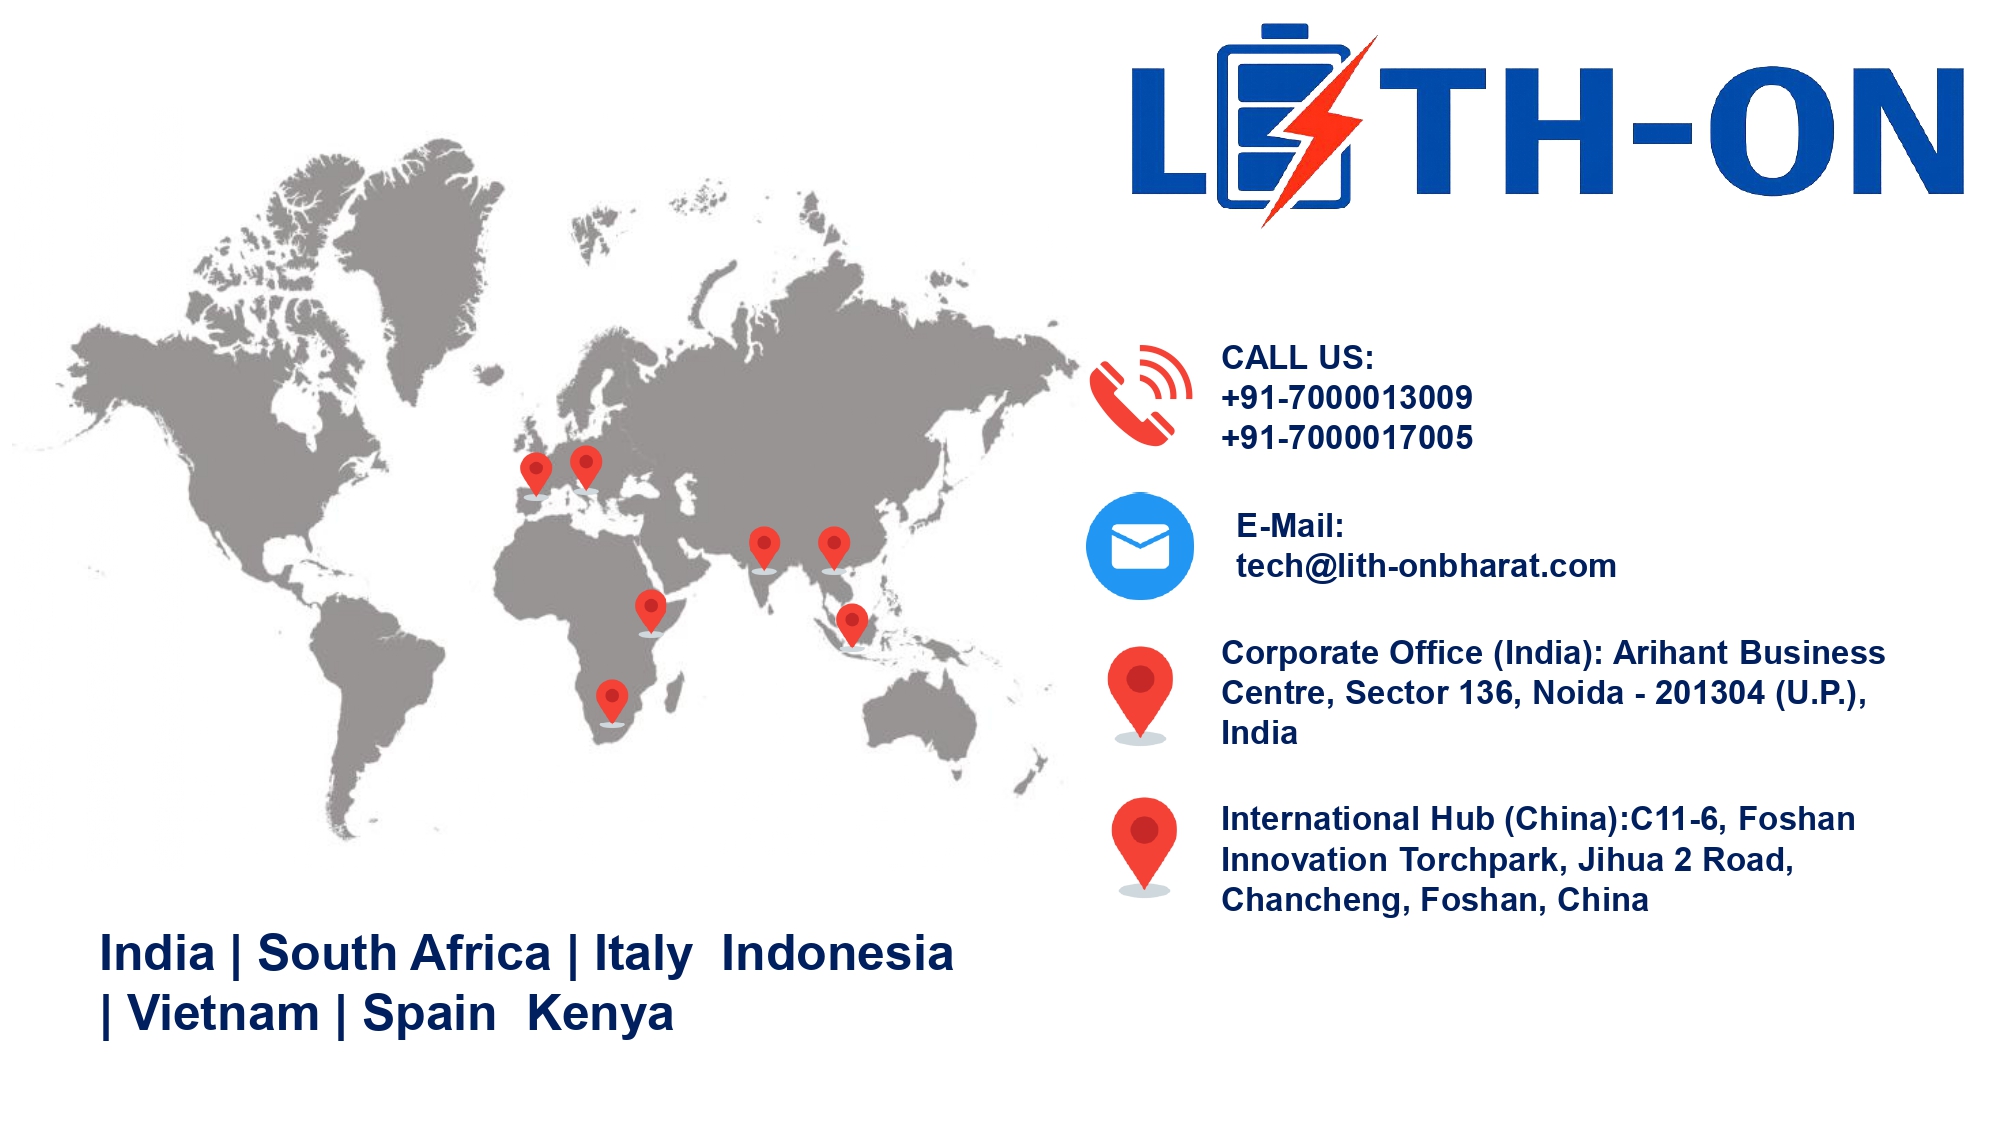 LITH-ON
CALL US:
+91-7000013009
+91-7000017005
E-Mail:
tech@lith-onbharat.com
Corporate Office (India): Arihant Business
Centre, Sector 136, Noida - 201304 (U.P.),
India
International Hub (China):C11-6, Foshan
Innovation Torchpark, Jihua 2 Road,
Chancheng, Foshan, China
India | South Africa | Italy  Indonesia
| Vietnam | Spain  Kenya